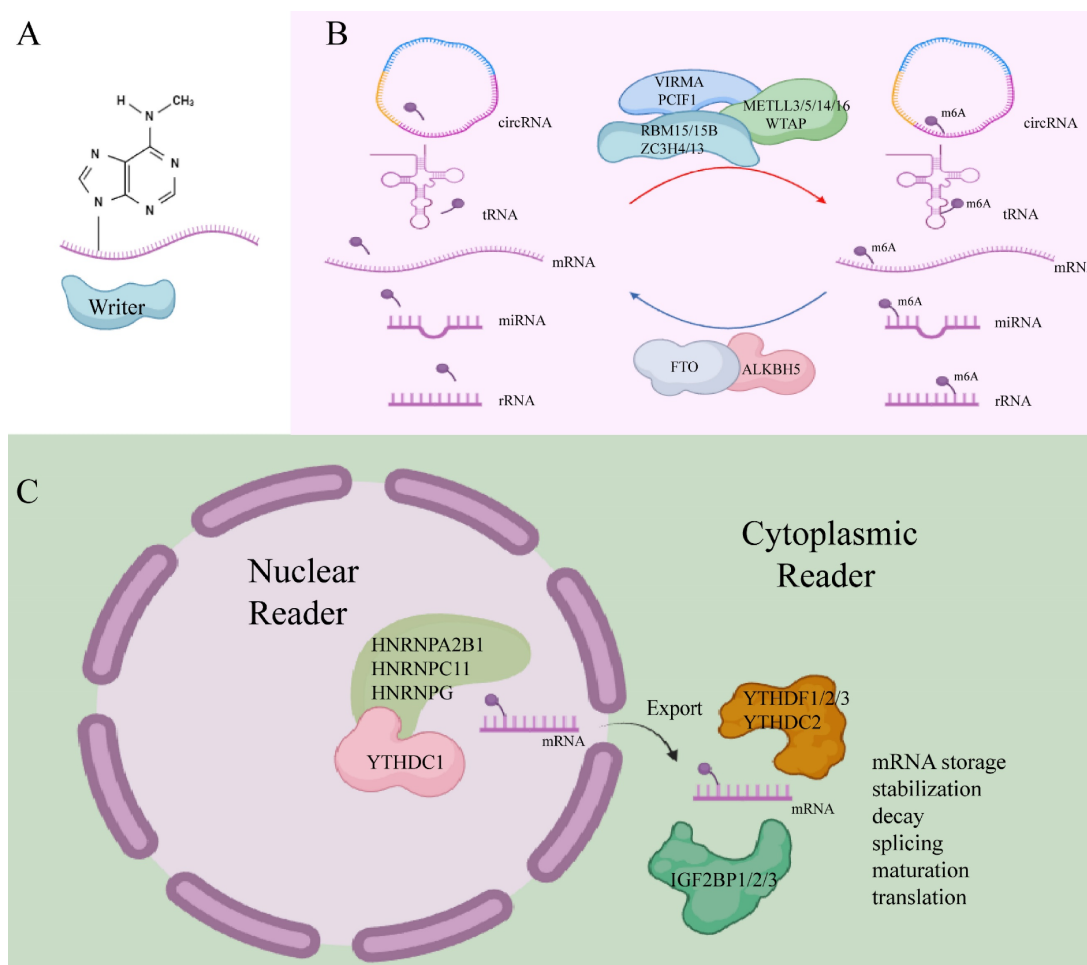 A
H
N
CH₃
N
N
N
N
Writer
B
circRNA
tRNA
mRNA
miRNA
rRNA
VIRMA
PCIF1
METLL3/5/14/16
WTAP
RBM15/15B
ZC3H4/13
FTO
ALKBH5
m6A
circRNA
m6A
tRNA
m6A
mRN
m6A
miRNA
m6A
rRNA
C
Nuclear
Reader
HNRNPA2B1
HNRNPC11
HNRNPG
YTHDC1
mRNA
Export
Cytoplasmic
Reader
YTHDF1/2/3
YTHDC2
mRNA
IGF2BP1/2/3
mRNA storage
stabilization
decay
splicing
maturation
translation